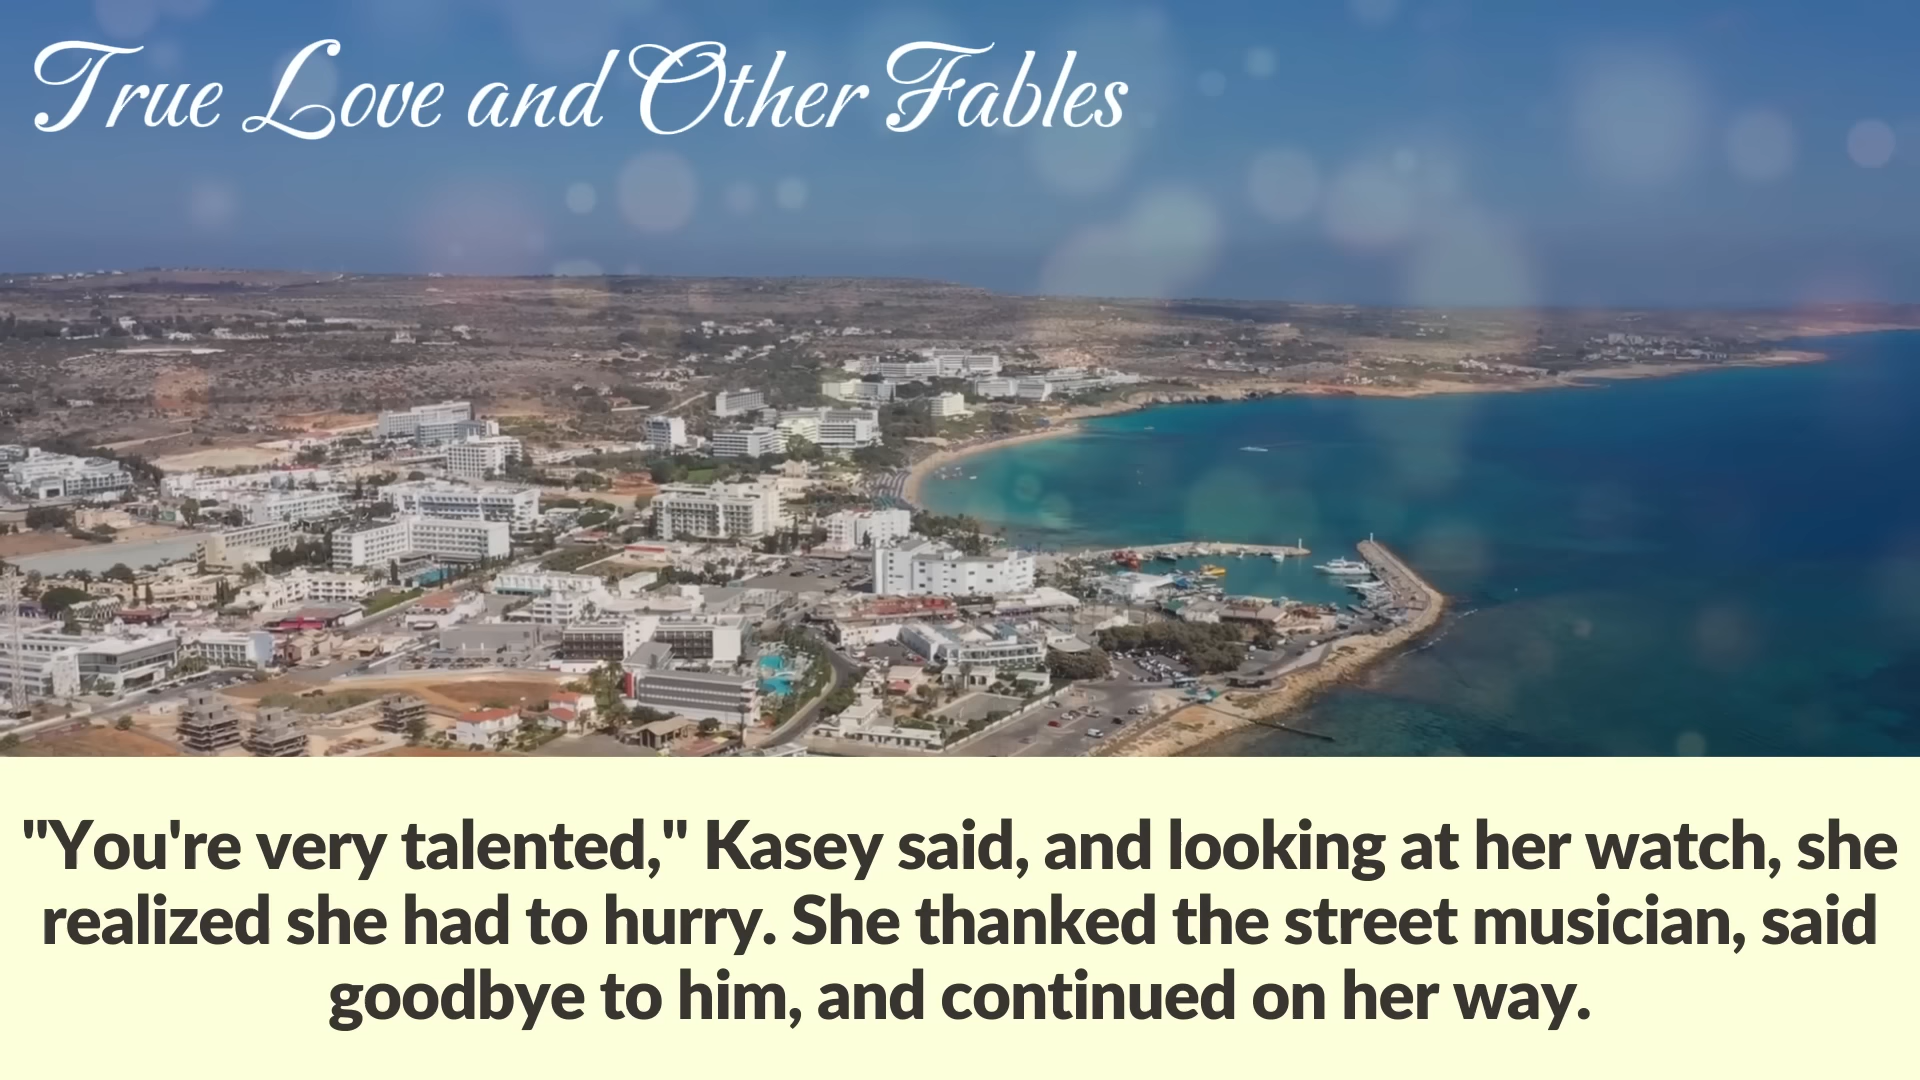 True Love and Other Fables
"You're very talented," Kasey said, and looking at her watch, she
realized she had to hurry. She thanked the street musician, said
goodbye to him, and continued on her way.